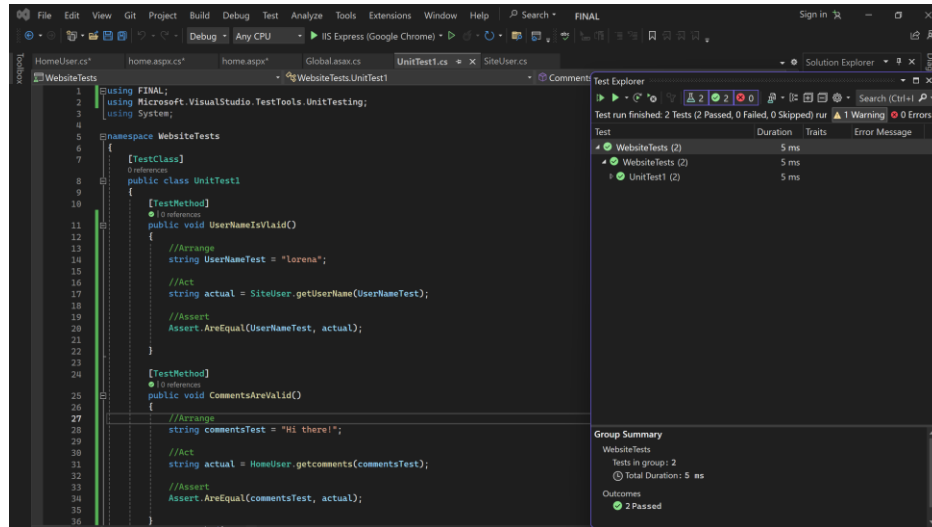 File Edit View Git Project Build Debug Test Analyze Tools Extensions Window Help Search FINAL Sign in
Debug Any CPU IIS Express (Google Chrome)
HomeUser.cs* home.aspx.cs* home.aspx* Global.asax.cs UnitTest1.cs SiteUser.cs
Solution Explorer
Toolbox
WebsiteTests WebsiteTests.UnitTest1 Comments
1 using FINAL;
2 using Microsoft.VisualStudio.TestTools.UnitTesting;
3 using System;
4
5 namespace WebsiteTests
6 {
7 [TestClass]
0 references
8 public class UnitTest1
9 {
10 [TestMethod]
| 0 references
11 public void UserNameIsVlaid()
12 {
13 //Arrange
14 string UserNameTest = "lorena";
15
16 //Act
17 string actual = SiteUser.getUserName(UserNameTest);
18
19 //Assert
20 Assert.AreEqual(UserNameTest, actual);
21
22 }
23
24 [TestMethod]
| 0 references
25 public void CommentsAreValid()
26 {
27 //Arrange
28 string commentsTest = "Hi there!";
29
30 //Act
31 string actual = HomeUser.getcomments(commentsTest);
32
33 //Assert
34 Assert.AreEqual(commentsTest, actual);
35
36 }
Test Explorer
2 2 0 Search (Ctrl+I
Test run finished: 2 Tests (2 Passed, 0 Failed, 0 Skipped) run 1 Warning 0 Errors
Test Duration Traits Error Message
WebsiteTests (2) 5 ms
WebsiteTests (2) 5 ms
UnitTest1 (2) 5 ms
Group Summary
WebsiteTests
Tests in group: 2
Total Duration: 5 ms
Outcomes
2 Passed